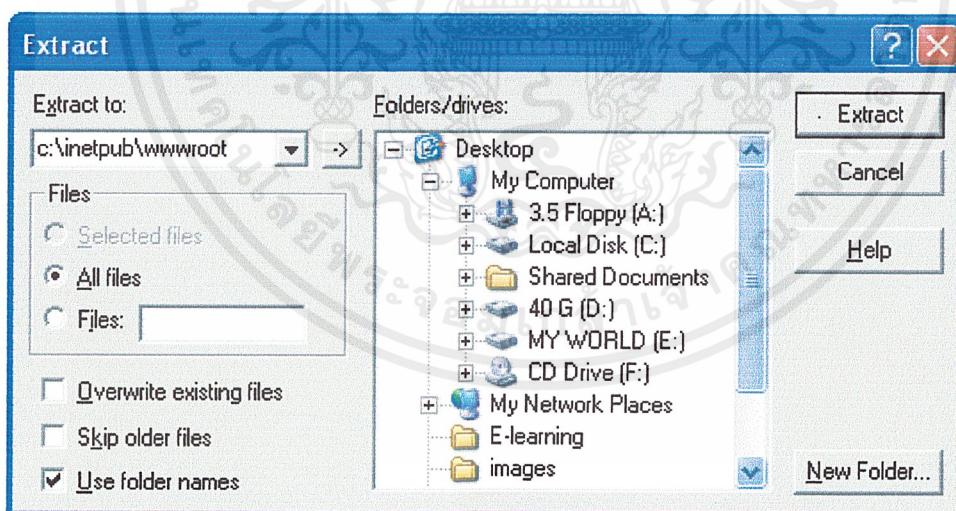 Extract
Extract to:
c:\inetpub\wwwroot
->
Files
Selected files
All files
Files:
Overwrite existing files
Skip older files
Use folder names
Folders/drives:
Desktop
My Computer
3.5 Floppy (A:)
Local Disk (C:)
Shared Documents
40 G (D:)
MY WORLD (E:)
CD Drive (F:)
My Network Places
E-learning
images
Extract
Cancel
Help
New Folder...